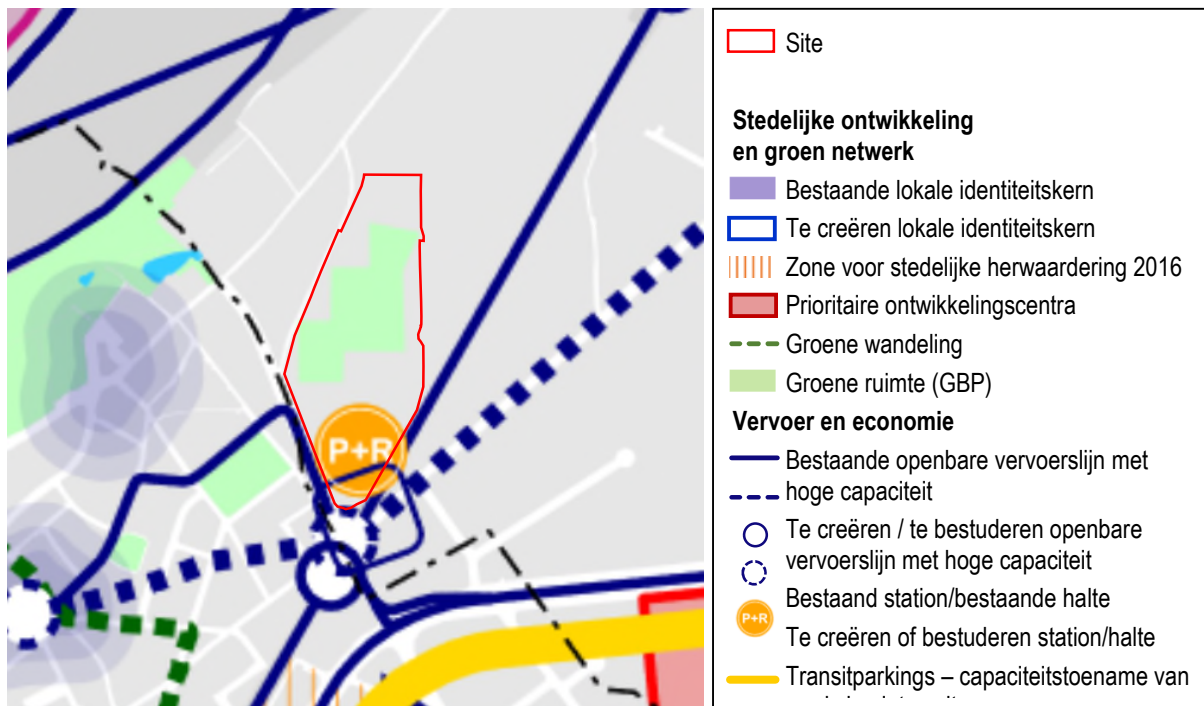 P+R
Site
Stedelijke ontwikkeling
en groen netwerk
Bestaande lokale identiteitskern
Te creëren lokale identiteitskern
Zone voor stedelijke herwaardering 2016
Prioritaire ontwikkelingscentra
Groene wandeling
Groene ruimte (GBP)
Vervoer en economie
Bestaande openbare vervoerslijn met
hoge capaciteit
Te creëren / te bestuderen openbare
vervoerslijn met hoge capaciteit
Bestaand station/bestaande halte
P+R
Te creëren of bestuderen station/halte
Transitparkings – capaciteitstoename van